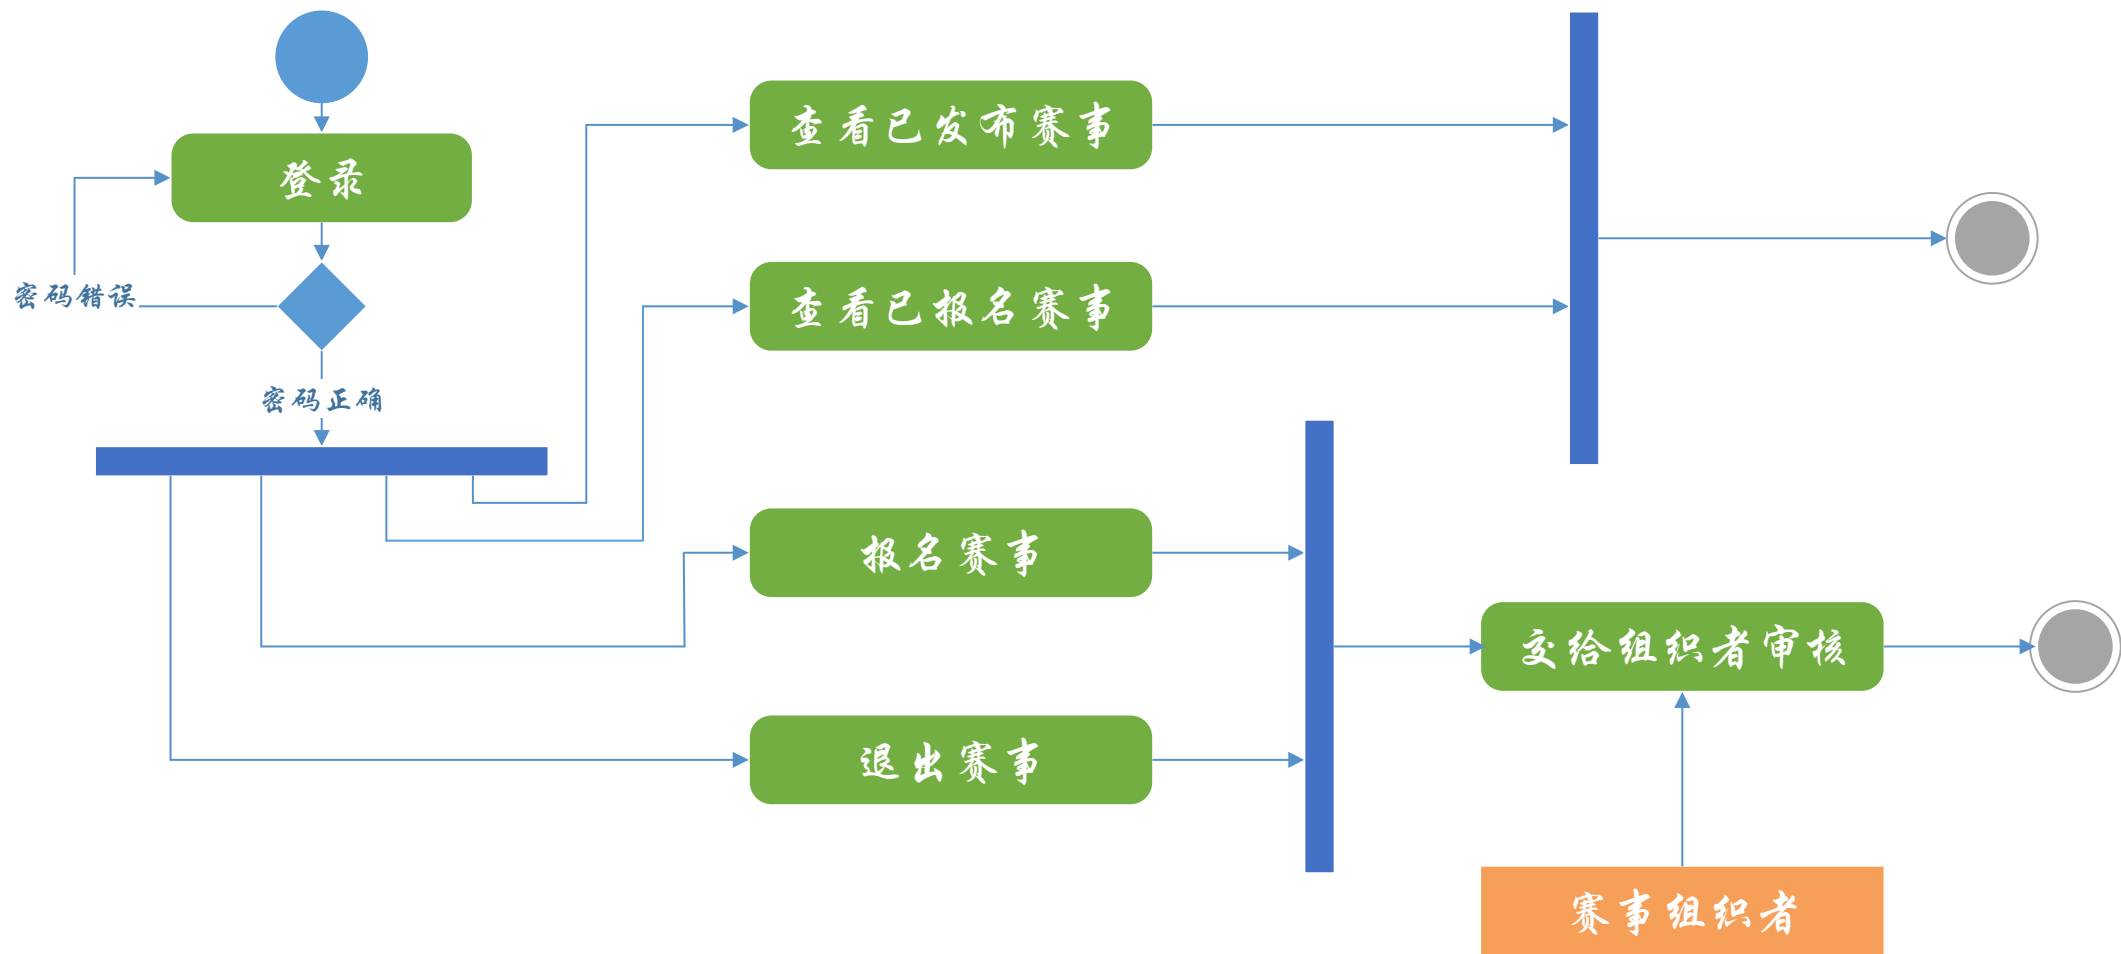 登录
密码错误
密码正确
查看已发布赛事
查看已报名赛事
报名赛事
退出赛事
交给组织者审核
赛事组织者